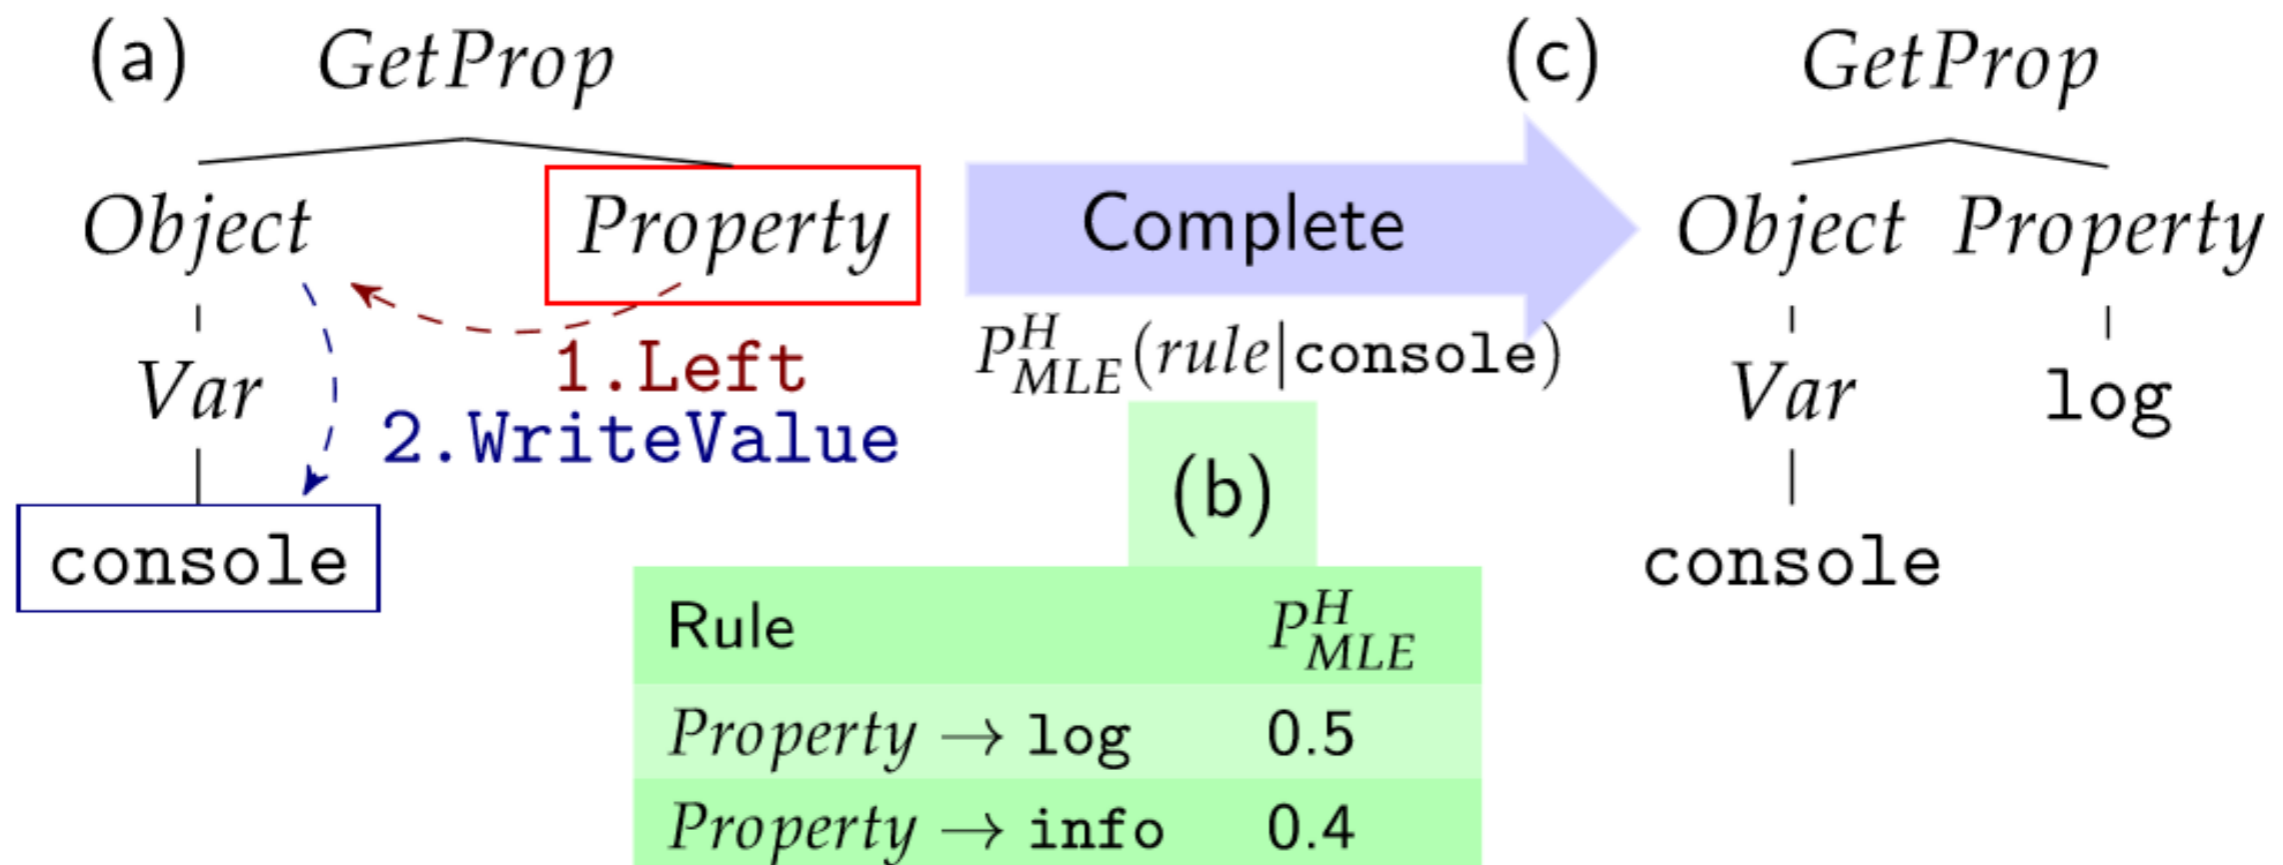 (a) GetProp
Object Property
1.Left
Var
2.WriteValue
console
Complete
P^H_MLE(rule|console)
(b)
Rule P^H_MLE
Property → log 0.5
Property → info 0.4
(c) GetProp
Object Property
Var log
console